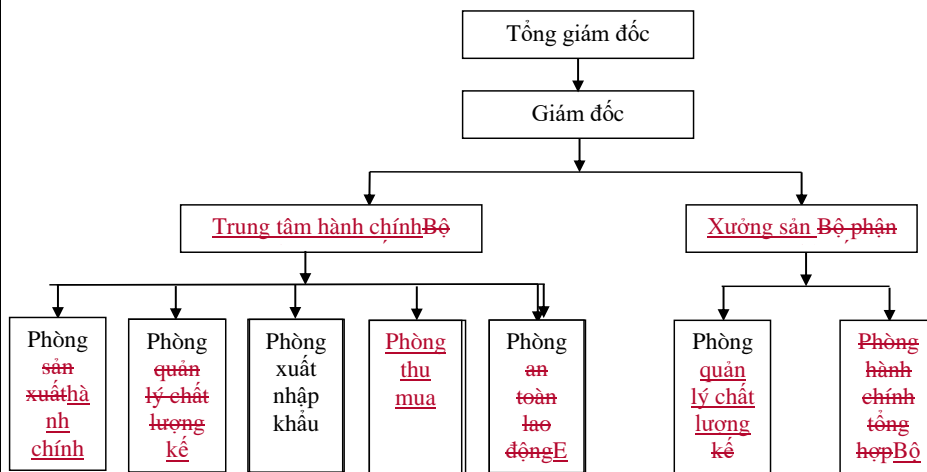 Tổng giám đốc
Giám đốc
Trung tâm hành chínhBộ
Xưởng sản Bộ phận
Phòng
sản
xuấthà
nh
chính
Phòng
quản
lý chất
lượng
kế
Phòng
xuất
nhập
khẩu
Phòng
thu
mua
Phòng
an
toàn
lao
độngE
Phòng
quản
lý chất
lương
kế
Phòng
hành
chính
tổng
hợpBộ